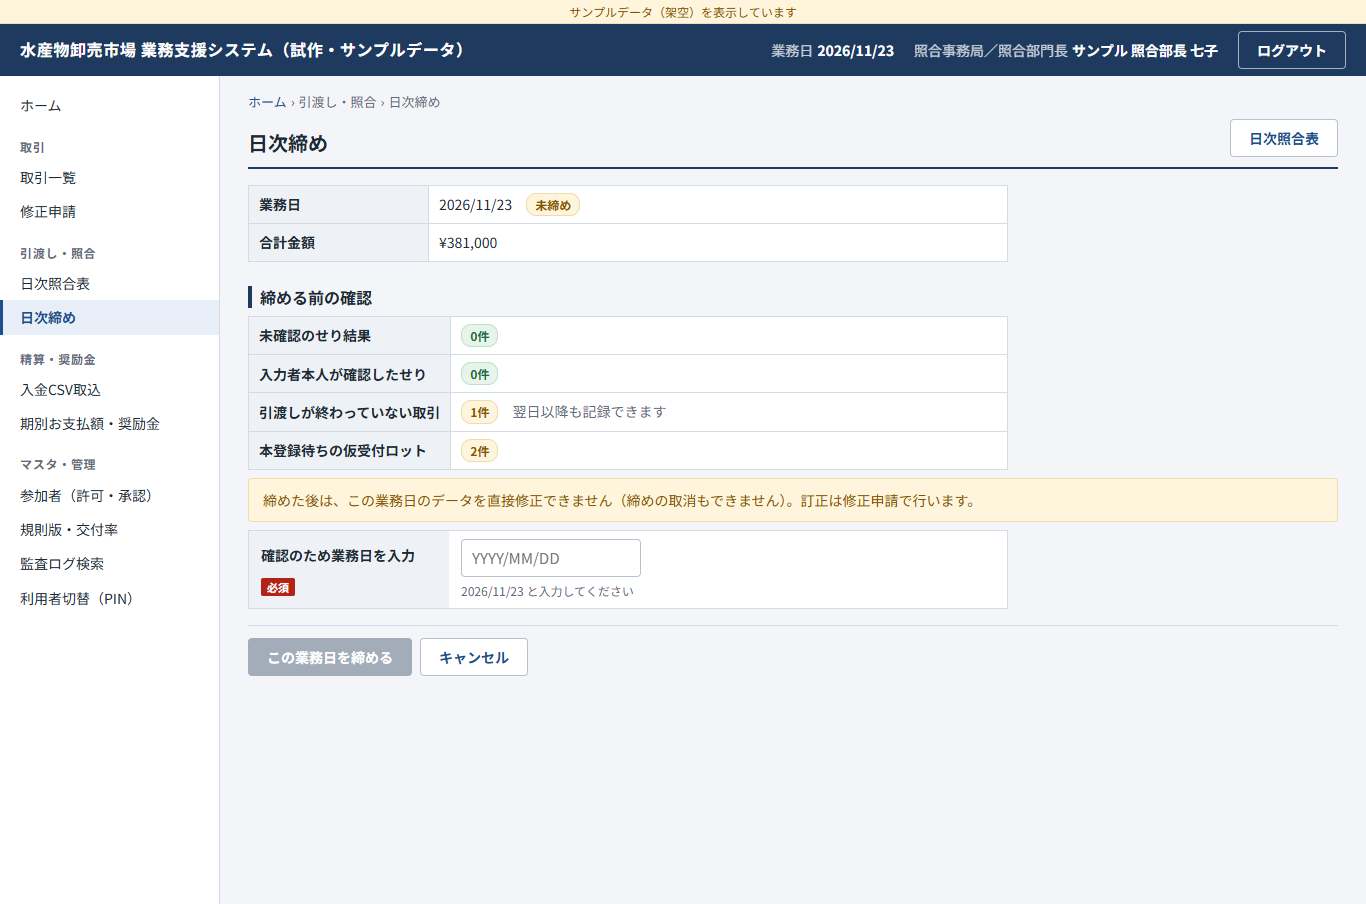 サンプルデータ（架空）を表示しています
水産物卸売市場 業務支援システム（試作・サンプルデータ）
業務日 2026/11/23 照合事務局／照合部門長 サンプル 照合部長 七子 ログアウト
ホーム
取引
取引一覧
修正申請
引渡し・照合
日次照合表
日次締め
精算・奨励金
入金CSV取込
期別お支払額・奨励金
マスタ・管理
参加者（許可・承認）
規則版・交付率
監査ログ検索
利用者切替（PIN）
ホーム › 引渡し・照合 › 日次締め
日次締め
日次照合表
業務日 2026/11/23 未締め
合計金額 ¥381,000
締める前の確認
未確認のせり結果 0件
入力者本人が確認したせり 0件
引渡しが終わっていない取引 1件 翌日以降も記録できます
本登録待ちの仮受付ロット 2件
締めた後は、この業務日のデータを直接修正できません（締めの取消もできません）。訂正は修正申請で行います。
確認のため業務日を入力
必須
YYYY/MM/DD
2026/11/23 と入力してください
この業務日を締める キャンセル